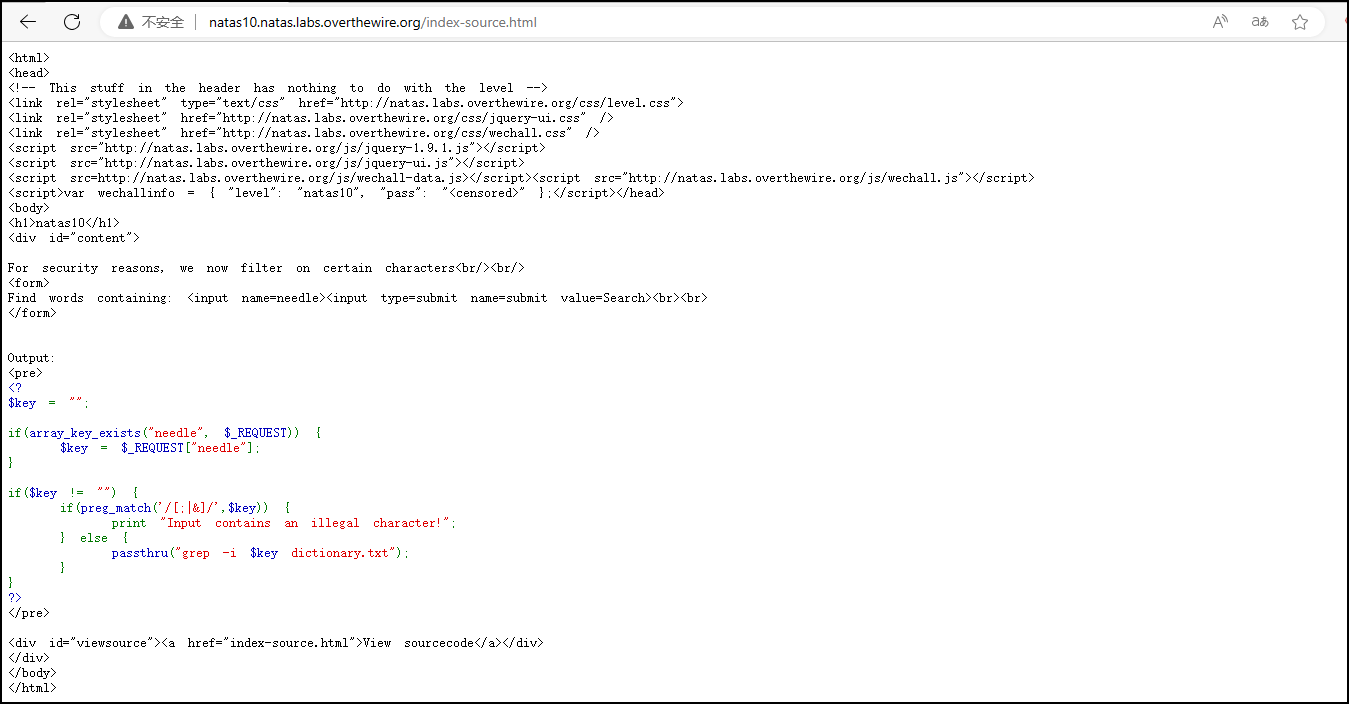 不安全 natas10.natas.labs.overthewire.org/index-source.html
<html>
<head>
<!-- This stuff in the header has nothing to do with the level -->
<link rel="stylesheet" type="text/css" href="http://natas.labs.overthewire.org/css/level.css">
<link rel="stylesheet" href="http://natas.labs.overthewire.org/css/jquery-ui.css" />
<link rel="stylesheet" href="http://natas.labs.overthewire.org/css/wechall.css" />
<script src="http://natas.labs.overthewire.org/js/jquery-1.9.1.js"></script>
<script src="http://natas.labs.overthewire.org/js/jquery-ui.js"></script>
<script src=http://natas.labs.overthewire.org/js/wechall-data.js></script><script src="http://natas.labs.overthewire.org/js/wechall.js"></script>
<script>var wechallinfo = { "level": "natas10", "pass": "<censored>" };</script></head>
<body>
<h1>natas10</h1>
<div id="content">
For security reasons, we now filter on certain characters<br/><br/>
<form>
Find words containing: <input name=needle><input type=submit name=submit value=Search><br><br>
</form>
Output:
<pre>
<?
$key = "";
if(array_key_exists("needle", $_REQUEST)) {
$key = $_REQUEST["needle"];
}
if($key != "") {
if(preg_match('/[;|&]/',$key)) {
print "Input contains an illegal character!";
} else {
passthru("grep -i $key dictionary.txt");
}
}
?>
</pre>
<div id="viewsource"><a href="index-source.html">View sourcecode</a></div>
</div>
</body>
</html>